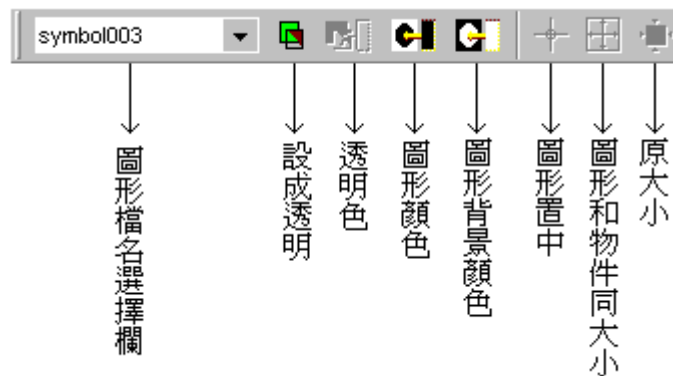 symbol003
圖形檔名選擇欄
設成透明
透明色
圖形顏色
圖形背景顏色
圖形置中
圖形和物件同大小
原大小